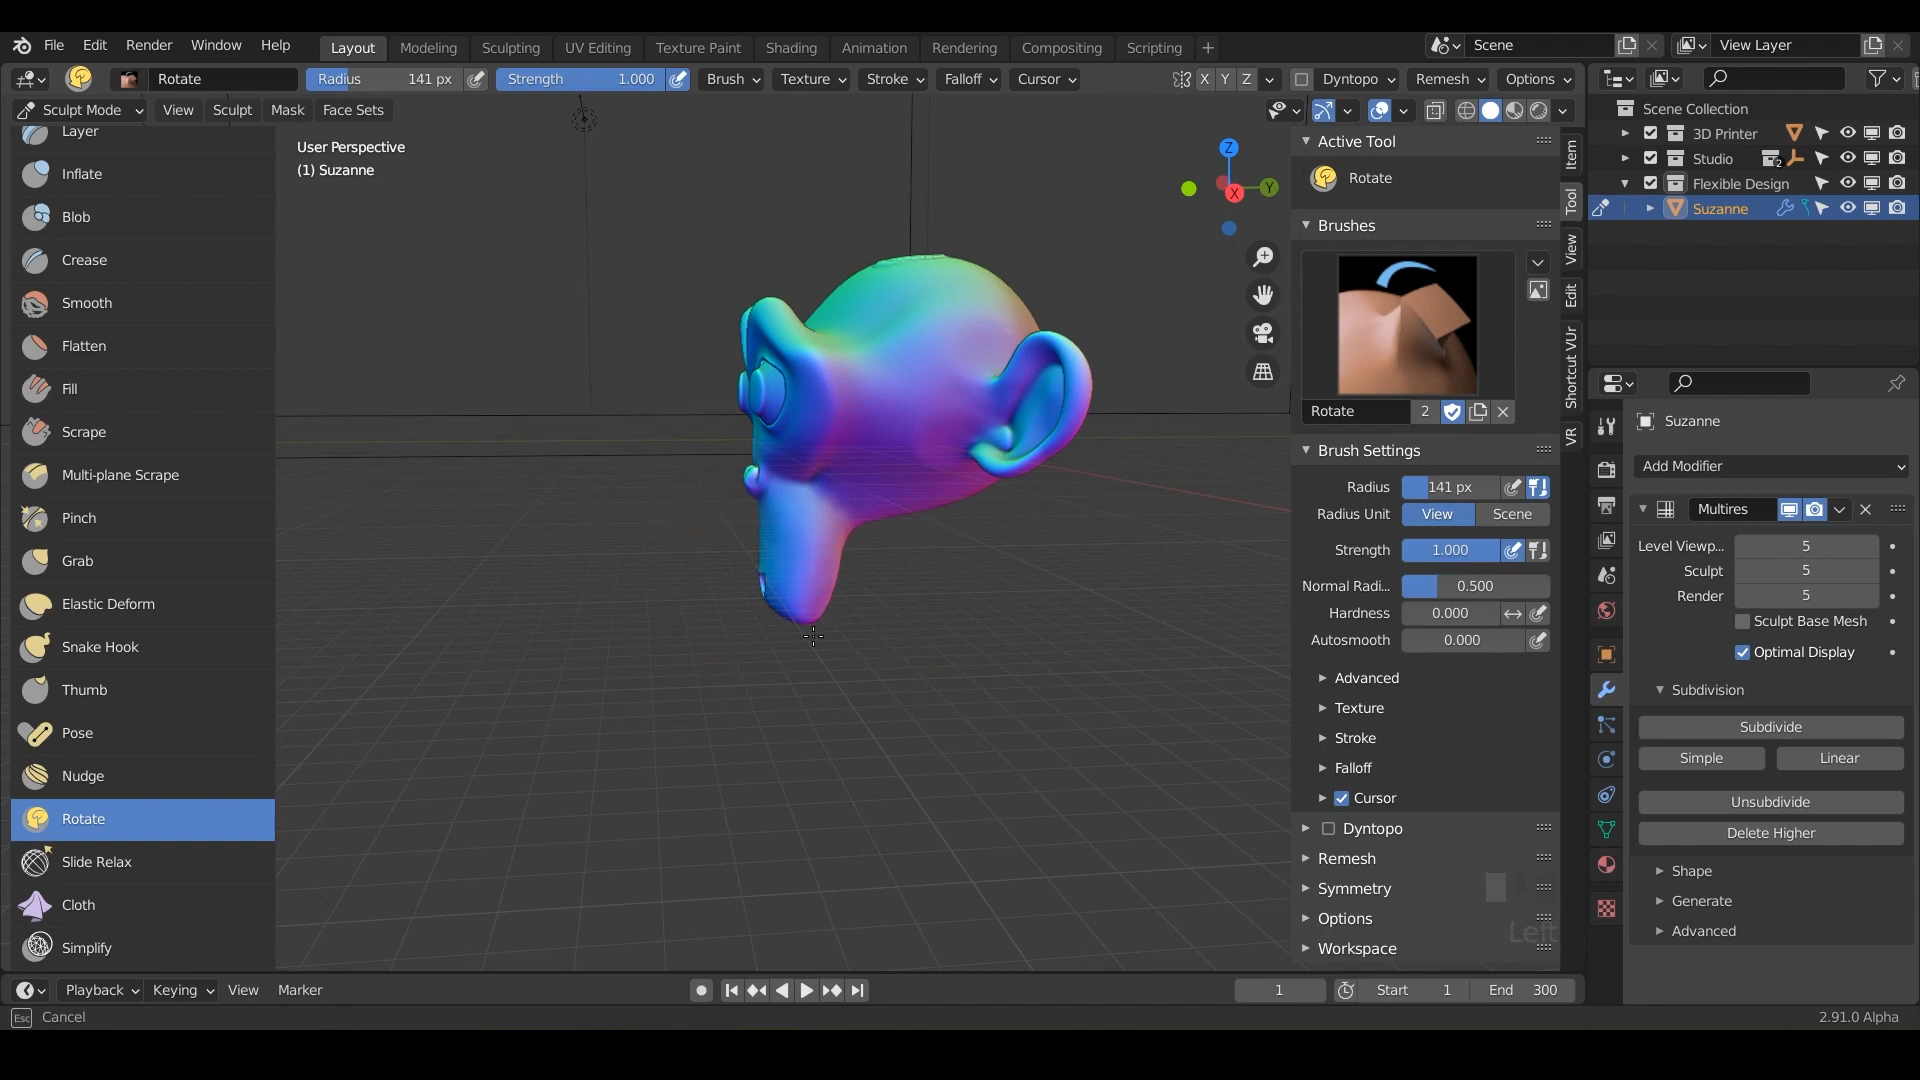 File Edit Render Window Help Layout Modeling Sculpting UV Editing Texture Paint Shading Animation Rendering Compositing Scripting + Scene View Layer
Rotate Radius 141 px Strength 1.000 Brush Texture Stroke Falloff Cursor X Y Z Dyntopo Remesh Options
Sculpt Mode View Sculpt Mask Face Sets
Layer
Inflate
Blob
Crease
Smooth
Flatten
Fill
Scrape
Multi-plane Scrape
Pinch
Grab
Elastic Deform
Snake Hook
Thumb
Pose
Nudge
Rotate
Slide Relax
Cloth
Simplify
User Perspective
(1) Suzanne
Z
Y
X
Active Tool
Rotate
Brushes
Rotate 2
Brush Settings
Radius 141 px
Radius Unit View Scene
Strength 1.000
Normal Radi... 0.500
Hardness 0.000
Autosmooth 0.000
Advanced
Texture
Stroke
Falloff
Cursor
Dyntopo
Remesh
Symmetry
Options
Workspace
Left
Item
Tool
View
Edit
Shortcut VUr
VR
Scene Collection
3D Printer
Studio 2
Flexible Design
Suzanne
Suzanne
Add Modifier
Multires
Level Viewp... 5
Sculpt 5
Render 5
Sculpt Base Mesh
Optimal Display
Subdivision
Subdivide
Simple Linear
Unsubdivide
Delete Higher
Shape
Generate
Advanced
Playback Keying View Marker 1 Start 1 End 300
Esc Cancel 2.91.0 Alpha